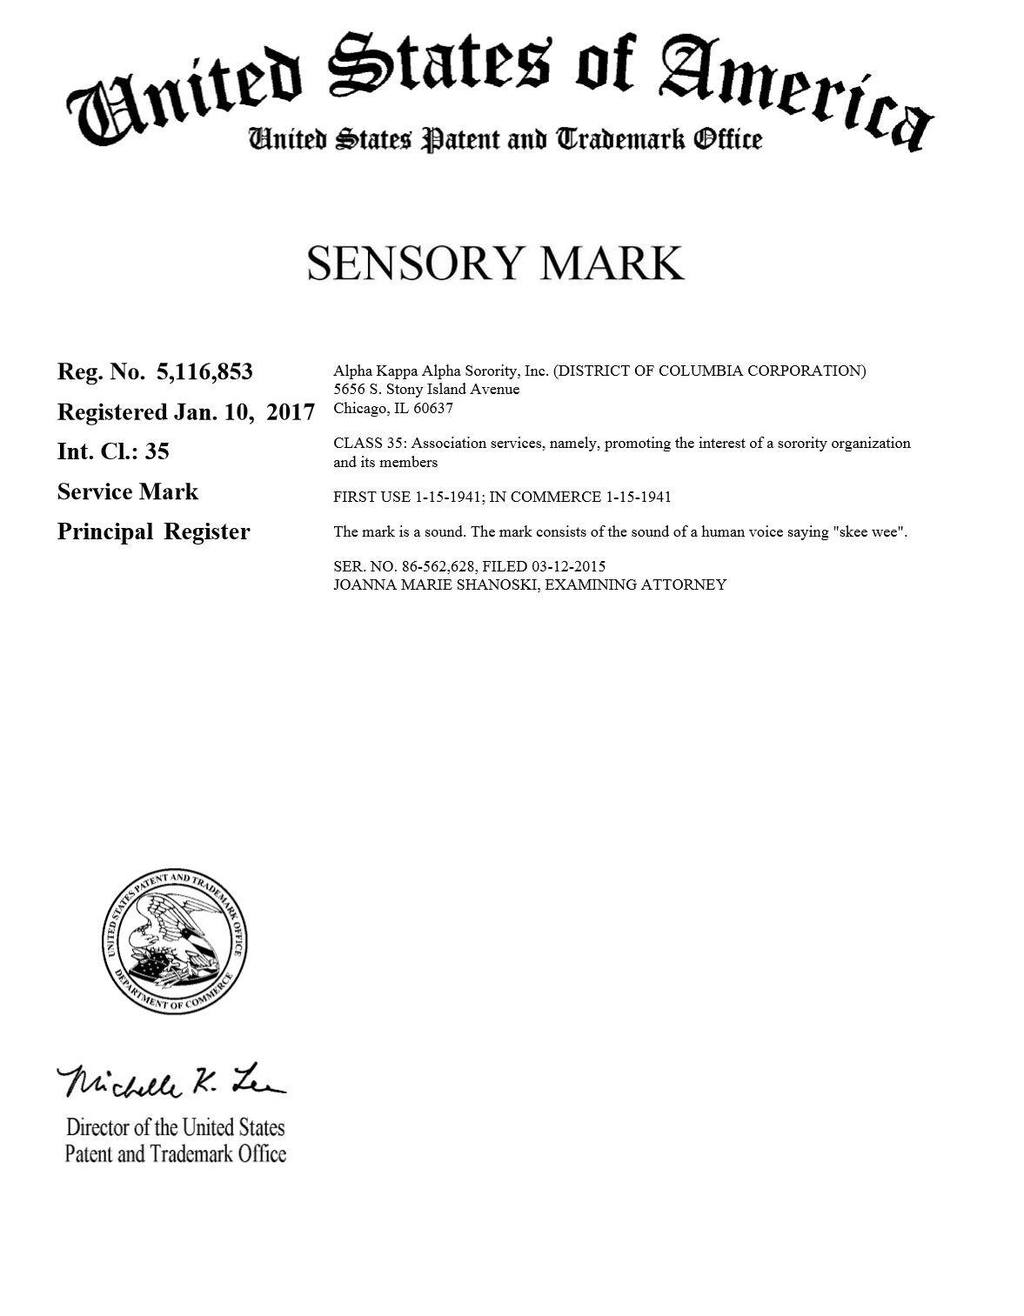 United States of America
United States Patent and Trademark Office
SENSORY MARK
Reg. No. 5,116,853
Registered Jan. 10, 2017
Int. Cl.: 35
Service Mark
Principal Register
Alpha Kappa Alpha Sorority, Inc. (DISTRICT OF COLUMBIA CORPORATION)
5656 S. Stony Island Avenue
Chicago, IL 60637
CLASS 35: Association services, namely, promoting the interest of a sorority organization
and its members
FIRST USE 1-15-1941; IN COMMERCE 1-15-1941
The mark is a sound. The mark consists of the sound of a human voice saying "skee wee".
SER. NO. 86-562,628, FILED 03-12-2015
JOANNA MARIE SHANOSKI, EXAMINING ATTORNEY
UNITED STATES PATENT AND TRADEMARK OFFICE
DEPARTMENT OF COMMERCE
Michelle K. Lee
Director of the United States
Patent and Trademark Office